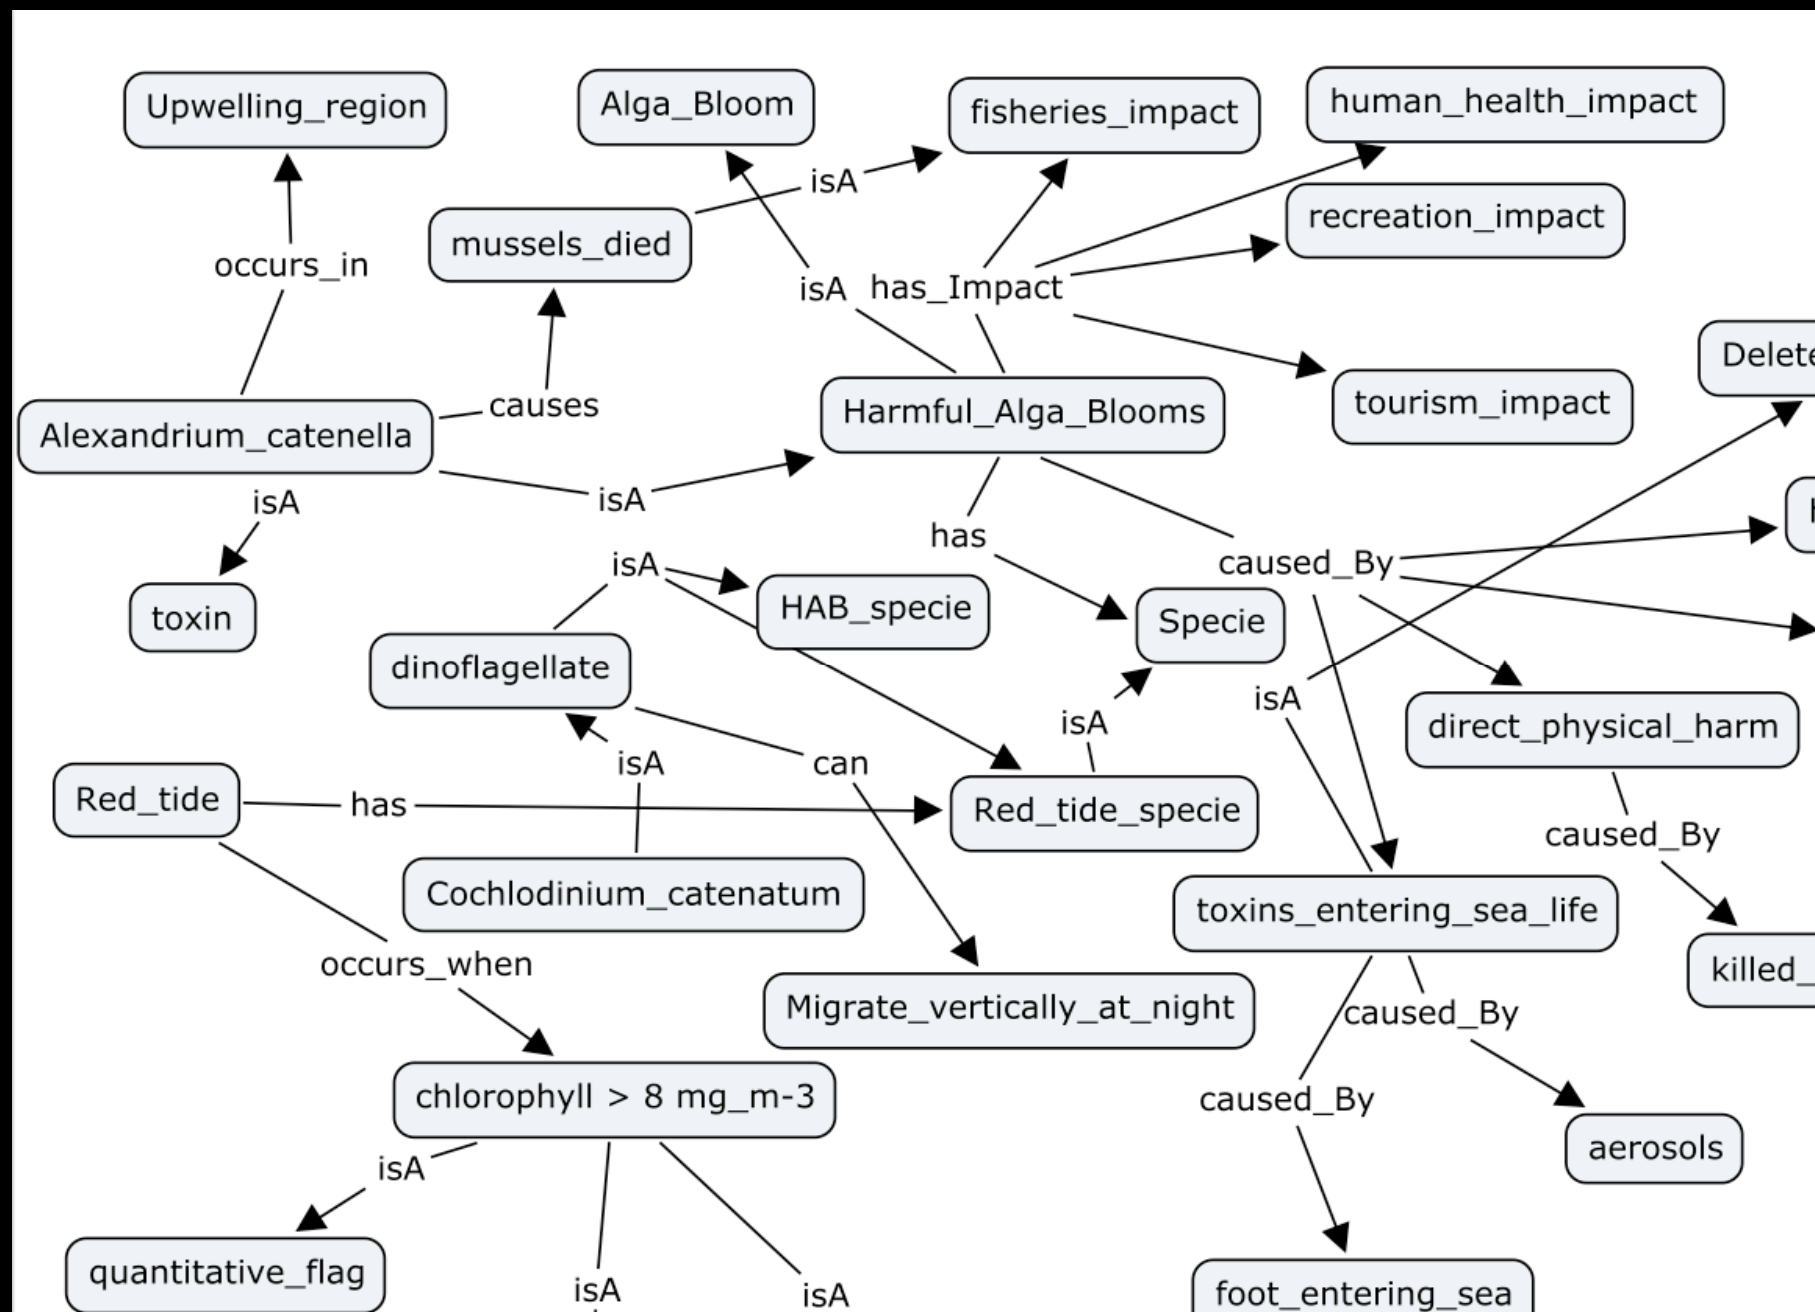 Upwelling_region
Alga_Bloom
fisheries_impact
human_health_impact
isA
recreation_impact
mussels_died
occurs_in
isA
has_Impact
Delete
tourism_impact
causes
Harmful_Alga_Blooms
Alexandrium_catenella
isA
isA
has
isA
caused_By
toxin
HAB_specie
Specie
dinoflagellate
isA
isA
direct_physical_harm
isA
can
Red_tide
has
Red_tide_specie
caused_By
Cochlodinium_catenatum
toxins_entering_sea_life
occurs_when
killed_
Migrate_vertically_at_night
caused_By
chlorophyll > 8 mg_m-3
caused_By
aerosols
isA
quantitative_flag
isA
isA
foot_entering_sea